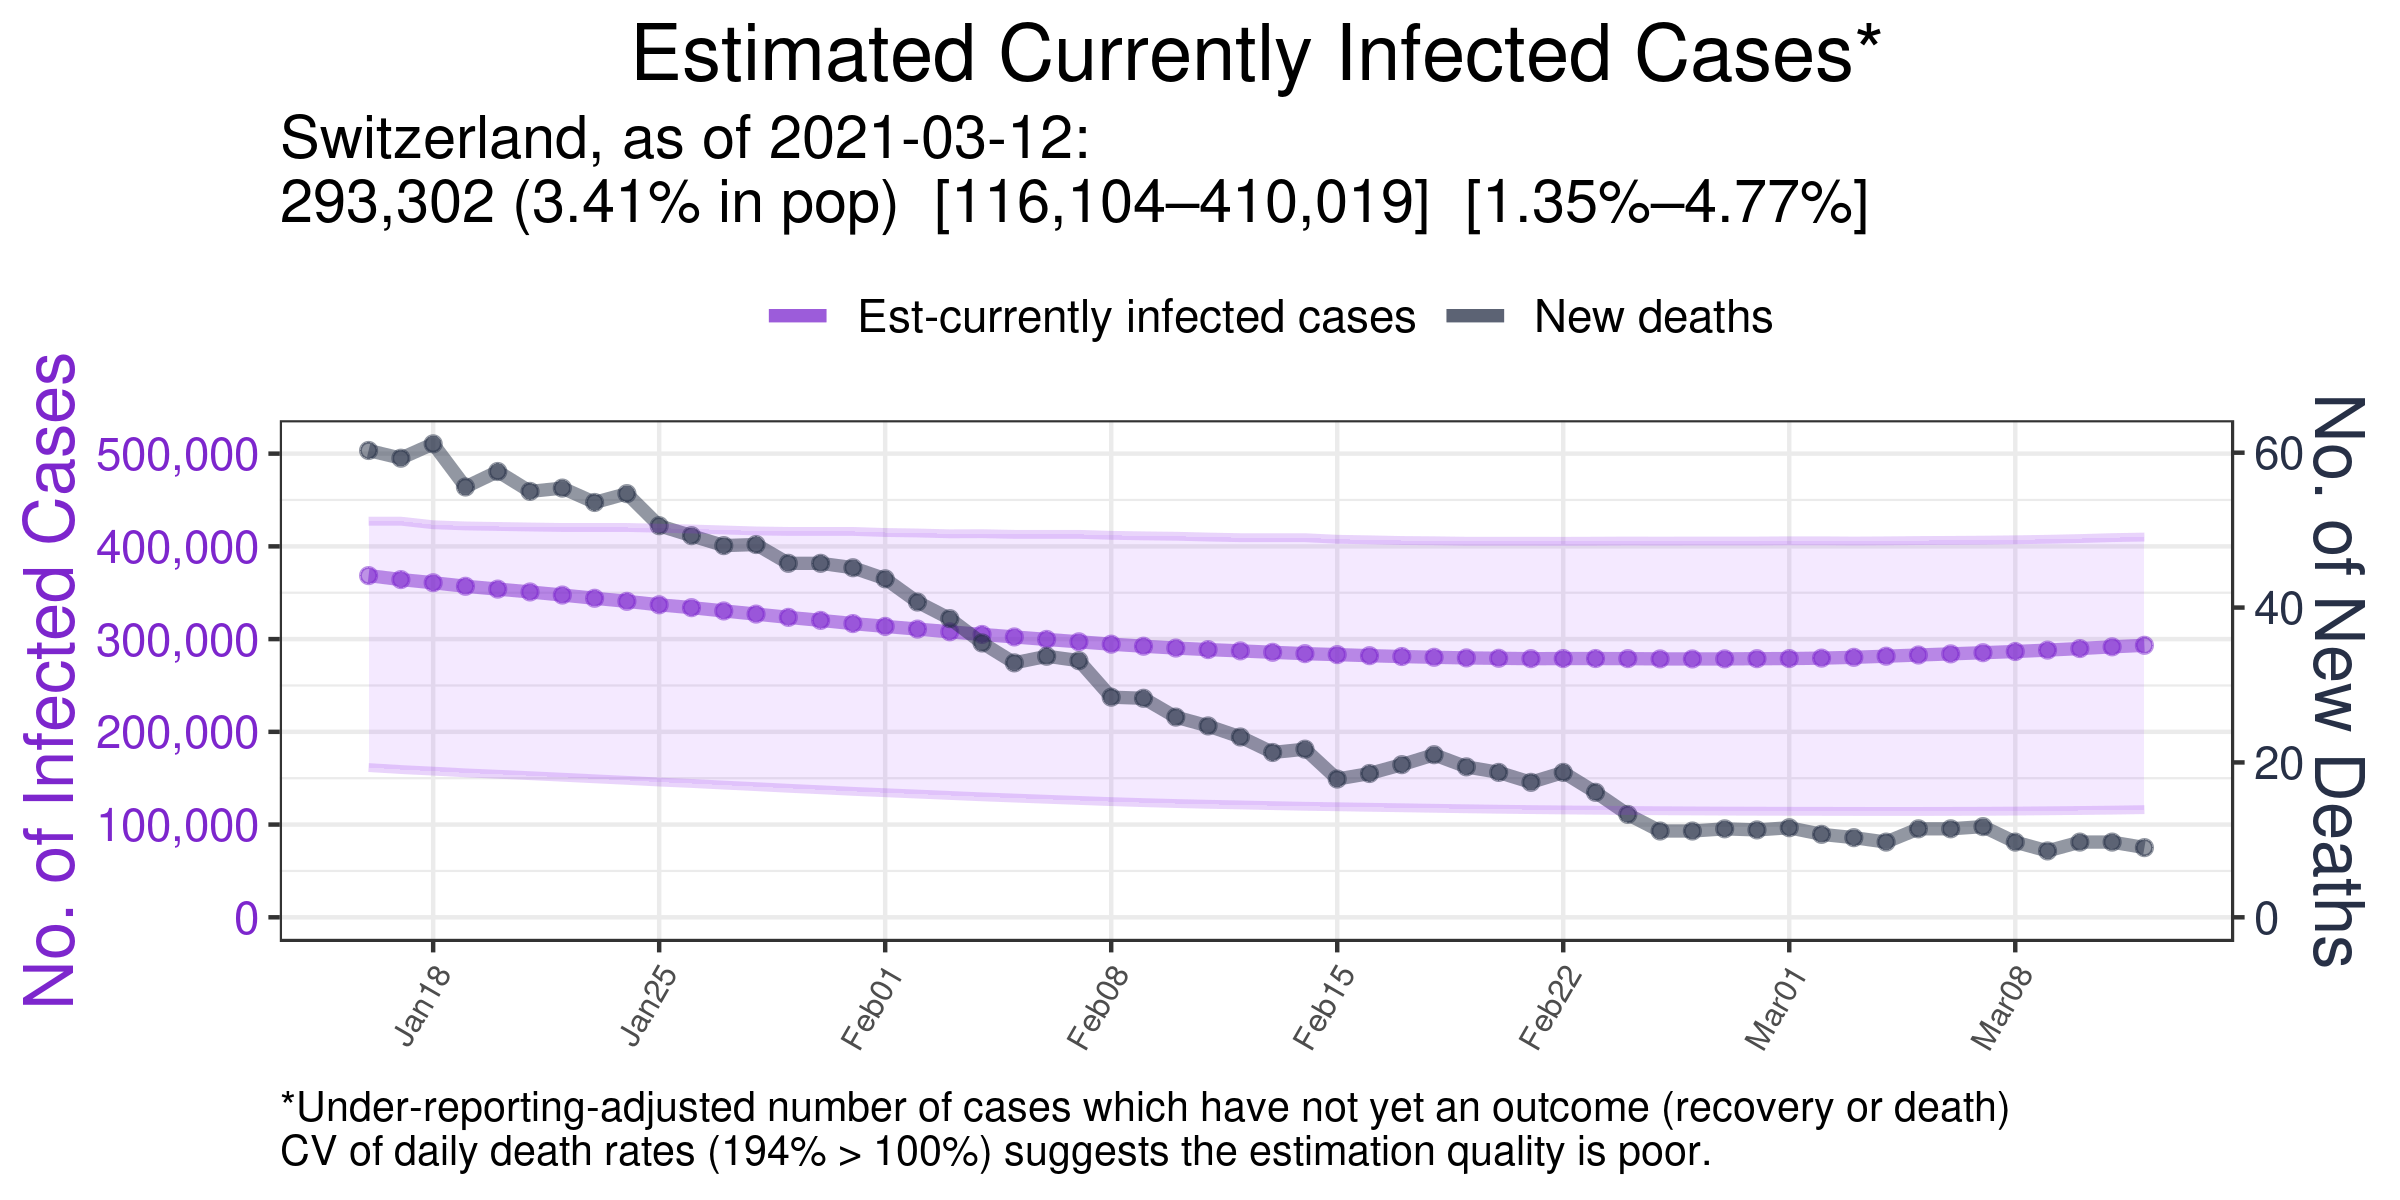 Estimated Currently Infected Cases*
Switzerland, as of 2021-03-12:
293,302 (3.41% in pop)  [116,104–410,019]  [1.35%–4.77%]
Est-currently infected cases
New deaths
No. of Infected Cases
500,000
400,000
300,000
200,000
100,000
0
60
40
20
0
No. of New Deaths
Jan18
Jan25
Feb01
Feb08
Feb15
Feb22
Mar01
Mar08
*Under-reporting-adjusted number of cases which have not yet an outcome (recovery or death)
CV of daily death rates (194% > 100%) suggests the estimation quality is poor.